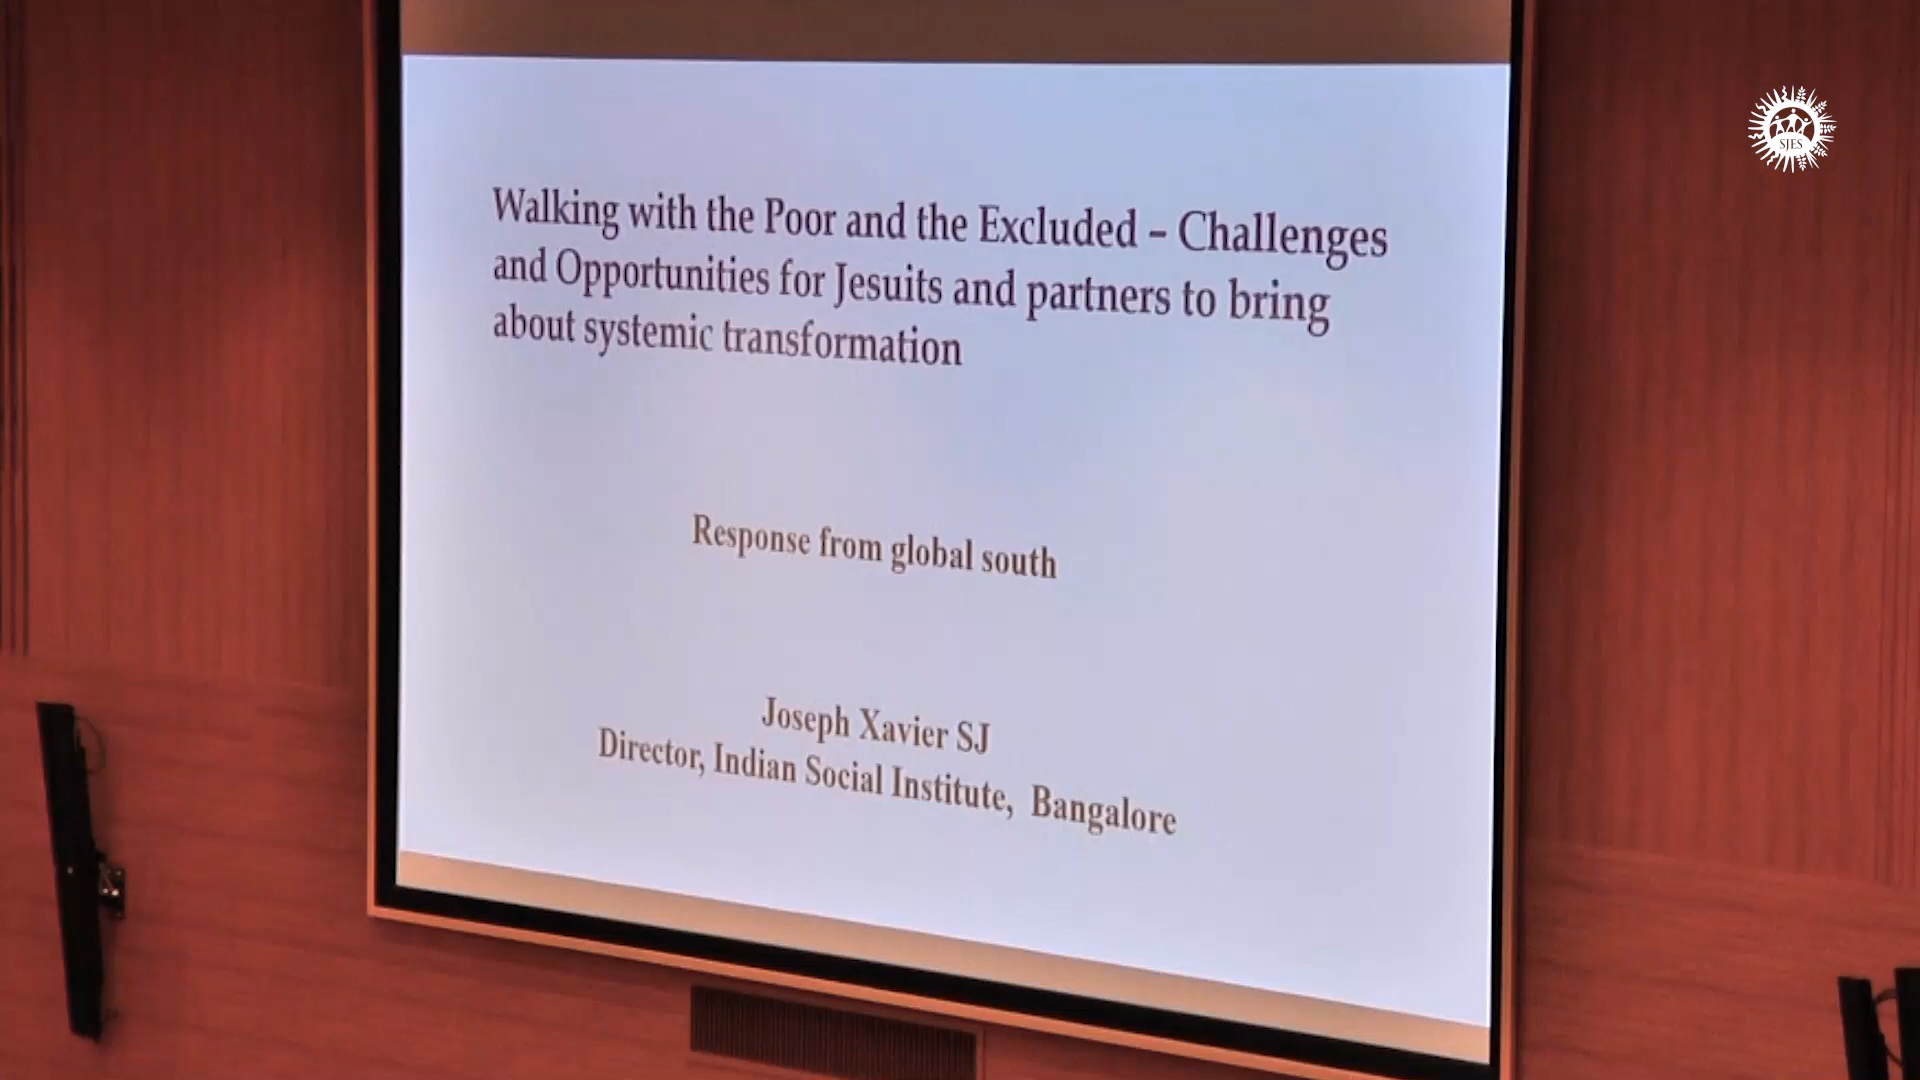 SJES
Walking with the Poor and the Excluded – Challenges
and Opportunities for Jesuits and partners to bring
about systemic transformation
Response from global south
Joseph Xavier SJ
Director, Indian Social Institute,  Bangalore